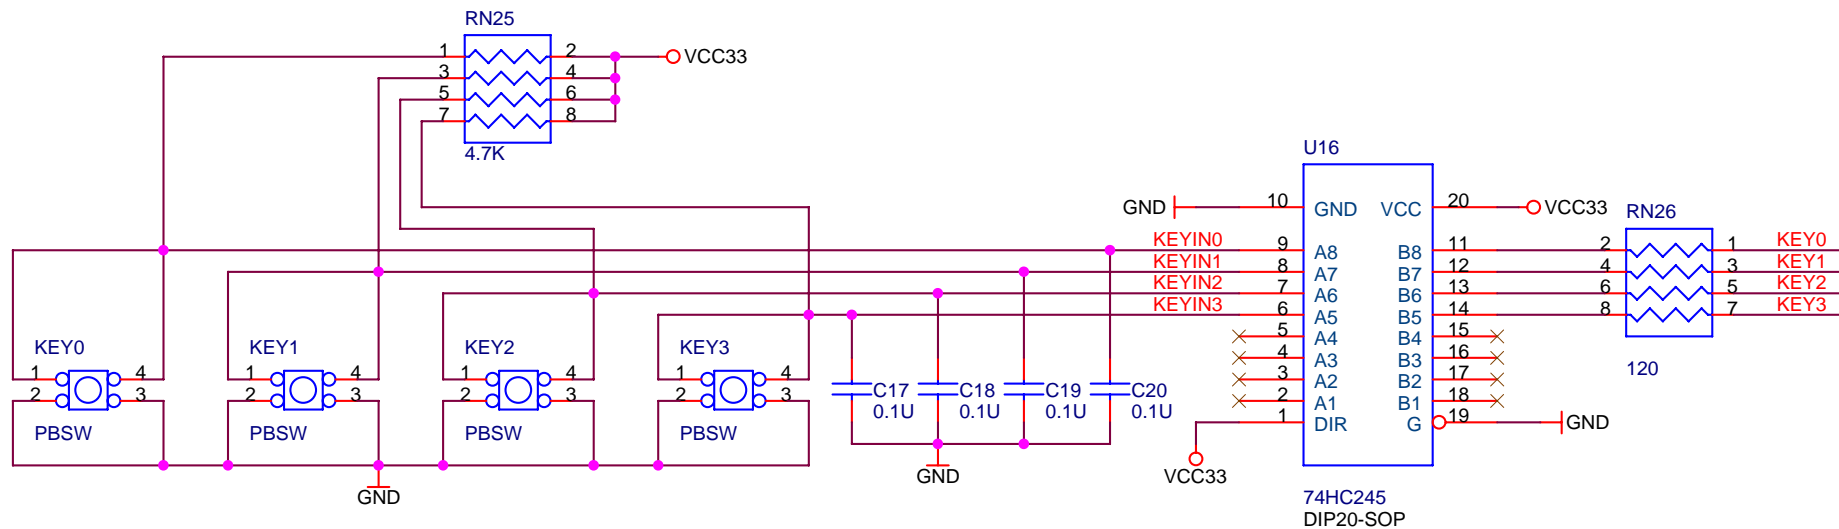 RN25
1 2 VCC33
3 4
5 6
7 8
4.7K
U16
GND 10 GND VCC 20 VCC33 RN26
KEYIN0 9 A8 B8 11 2 1 KEY0
KEYIN1 8 A7 B7 12 4 3 KEY1
KEYIN2 7 A6 B6 13 6 5 KEY2
KEYIN3 6 A5 B5 14 8 7 KEY3
5 A4 B4 15
KEY0 KEY1 KEY2 KEY3 4 A3 B3 16
120
1 4 1 4 1 4 1 4 3 A2 B2 17
C17 C18 C19 C20
2 3 2 3 2 3 2 3 2 A1 B1 18
0.1U 0.1U 0.1U 0.1U
1 DIR G 19 GND
PBSW PBSW PBSW PBSW
GND VCC33
GND 74HC245
DIP20-SOP